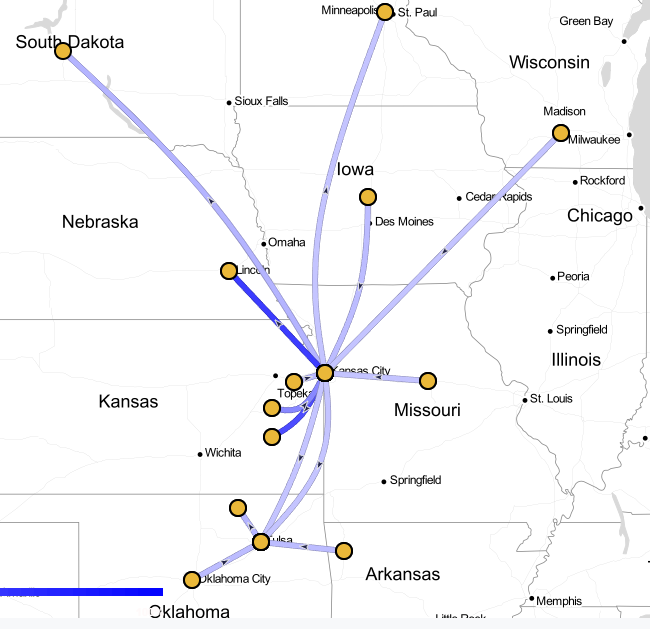 Minneapolis
St. Paul
Green Bay
South Dakota
Wisconsin
Sioux Falls
Madison
Milwaukee
Iowa
Rockford
Cedar Rapids
Chicago
Nebraska
Des Moines
Omaha
Lincoln
Peoria
Springfield
Illinois
Kansas City
Topeka
Kansas
St. Louis
Missouri
Wichita
Springfield
Tulsa
Arkansas
Oklahoma City
Memphis
Oklahoma
Little Rock